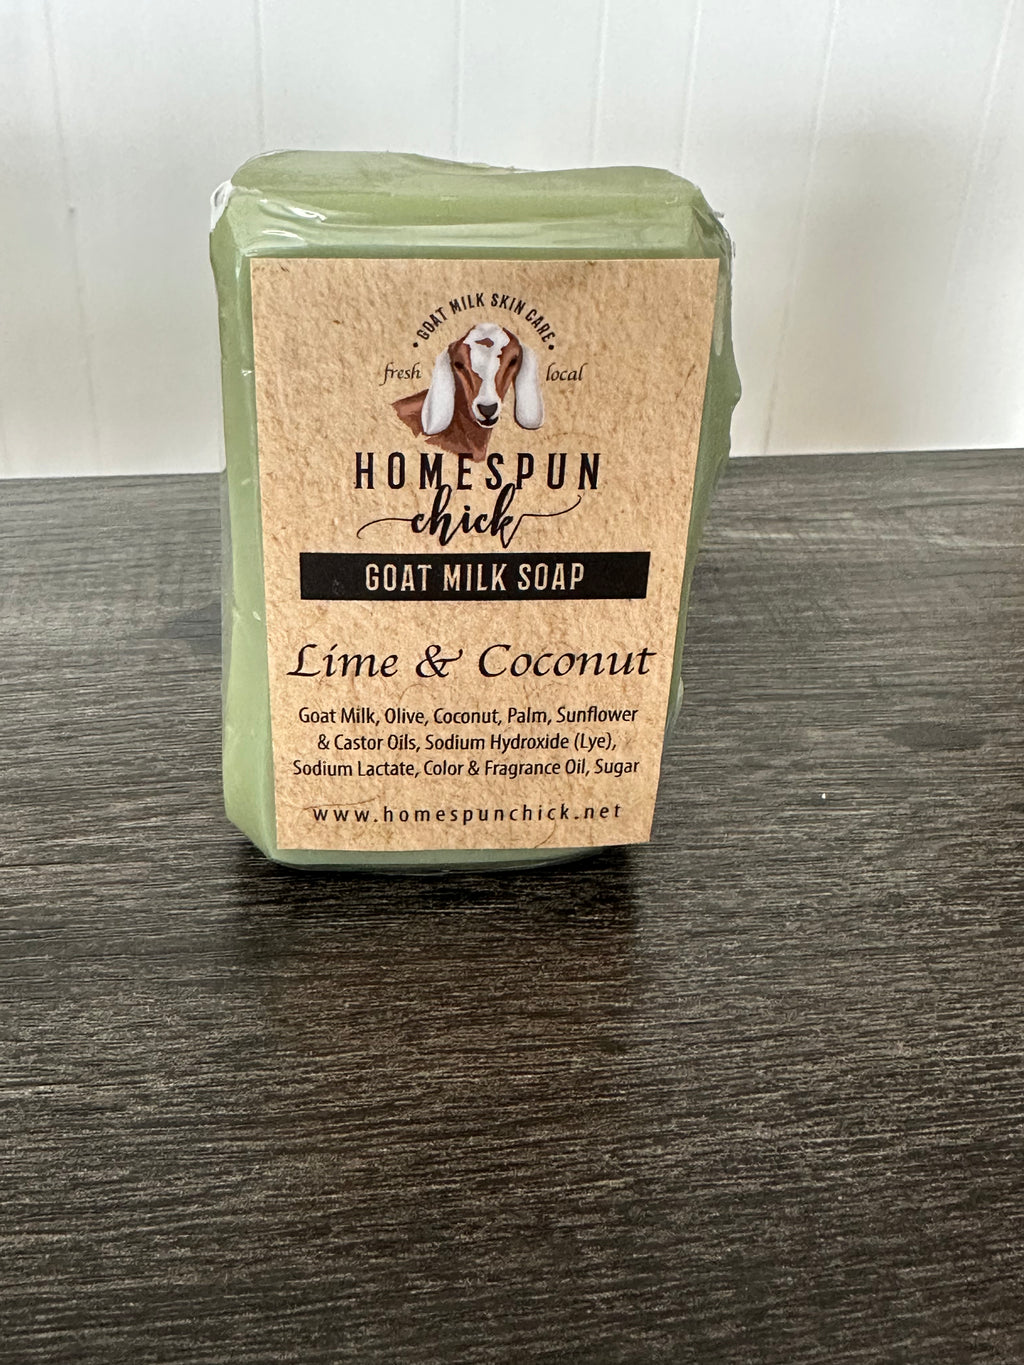 • GOAT MILK SKIN CARE •
fresh local
HOMESPUN
chick
GOAT MILK SOAP
Lime & Coconut
Goat Milk, Olive, Coconut, Palm, Sunflower
& Castor Oils, Sodium Hydroxide (Lye),
Sodium Lactate, Color & Fragrance Oil, Sugar
www.homespunchick.net